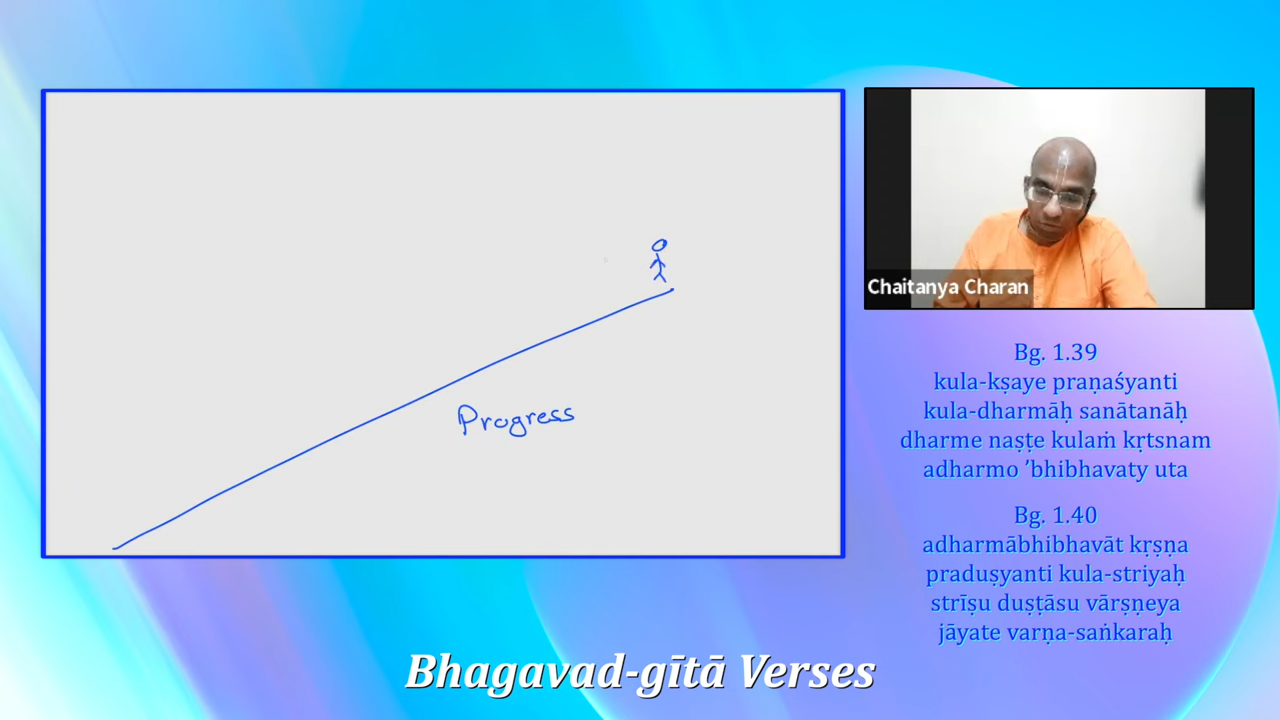 Progress
Chaitanya Charan
Bg. 1.39
kula-kṣaye praṇaśyanti
kula-dharmāḥ sanātanāḥ
dharme naṣṭe kulaṁ kṛtsnam
adharmo ’bhibhavaty uta
Bg. 1.40
adharmābhibhavāt kṛṣṇa
praduṣyanti kula-striyaḥ
strīṣu duṣṭāsu vārṣṇeya
jāyate varṇa-saṅkaraḥ
Bhagavad-gītā Verses